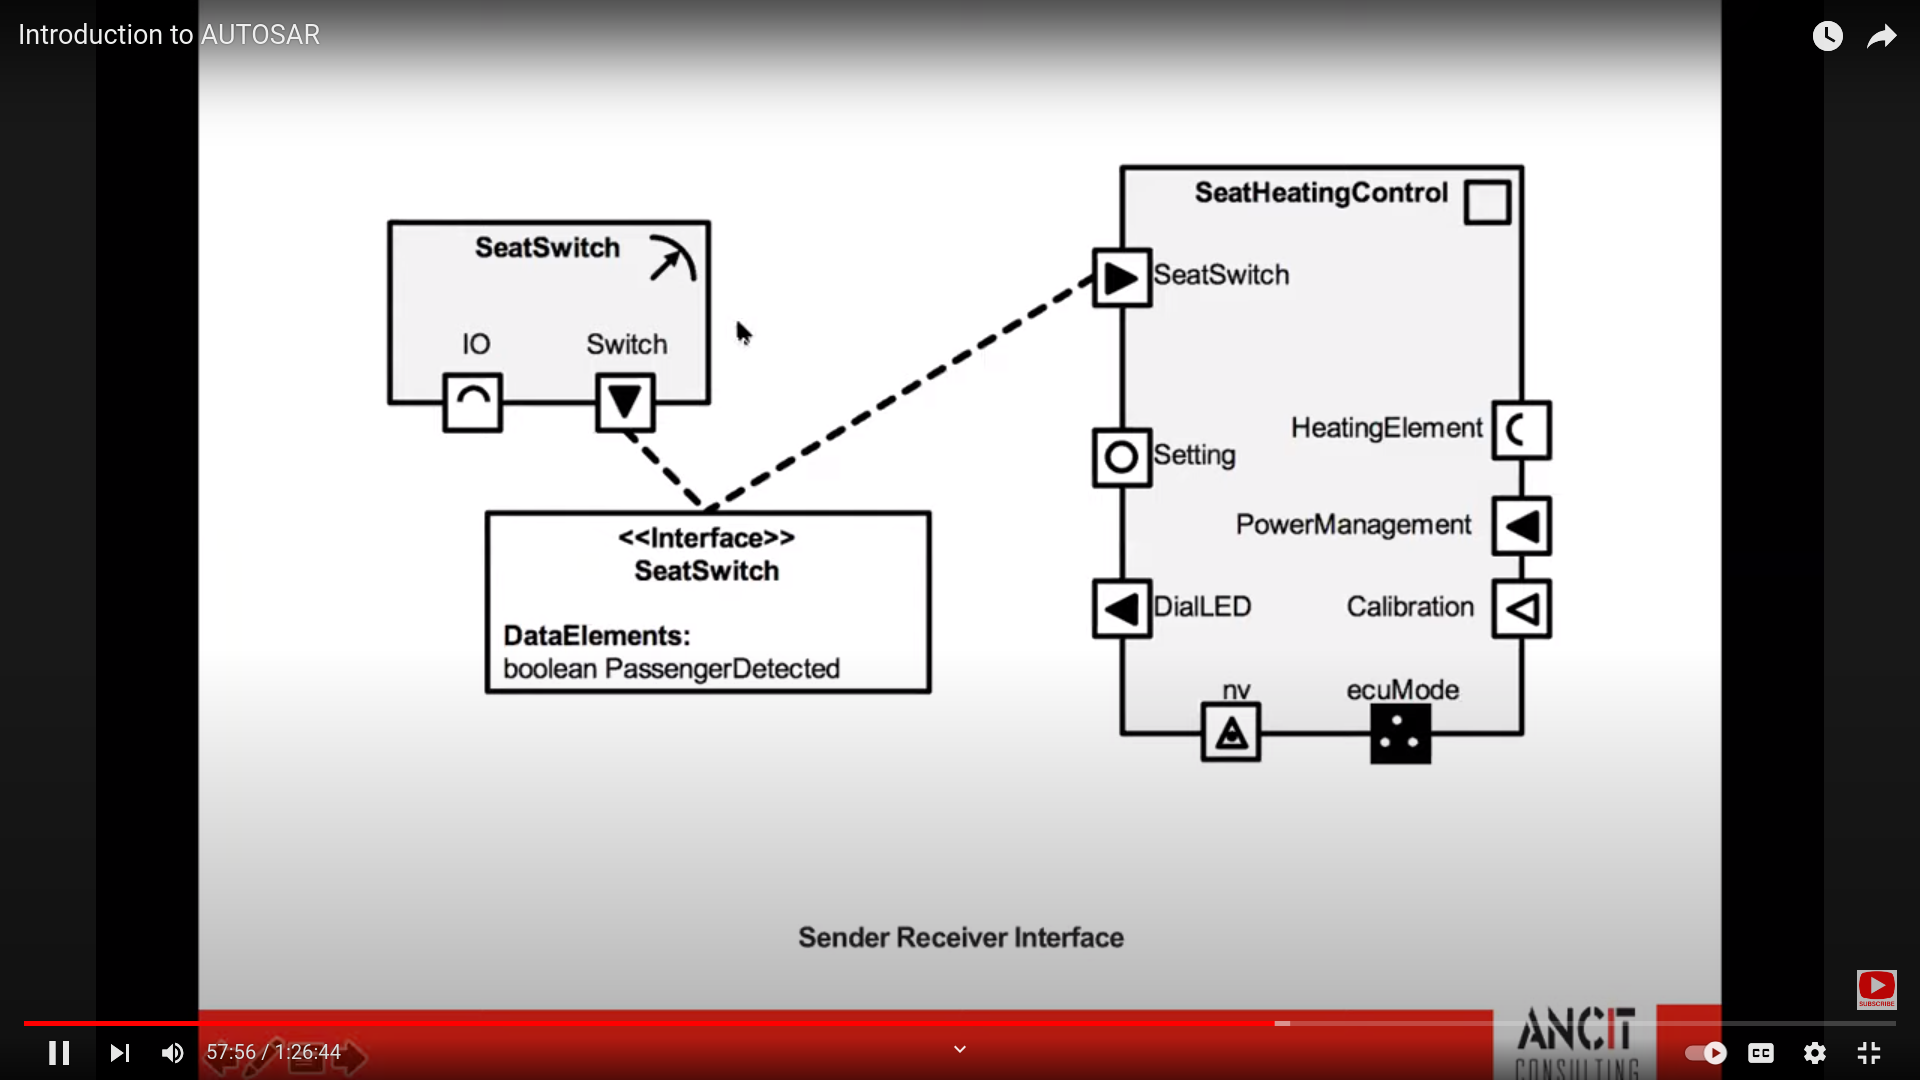 Introduction to AUTOSAR
SeatSwitch
IO
Switch
<<Interface>>
SeatSwitch
DataElements:
boolean PassengerDetected
SeatHeatingControl
SeatSwitch
HeatingElement
Setting
PowerManagement
DialLED
Calibration
nv
ecuMode
Sender Receiver Interface
SUBSCRIBE
ANCIT
CONSULTING
57:56 / 1:26:44
CC